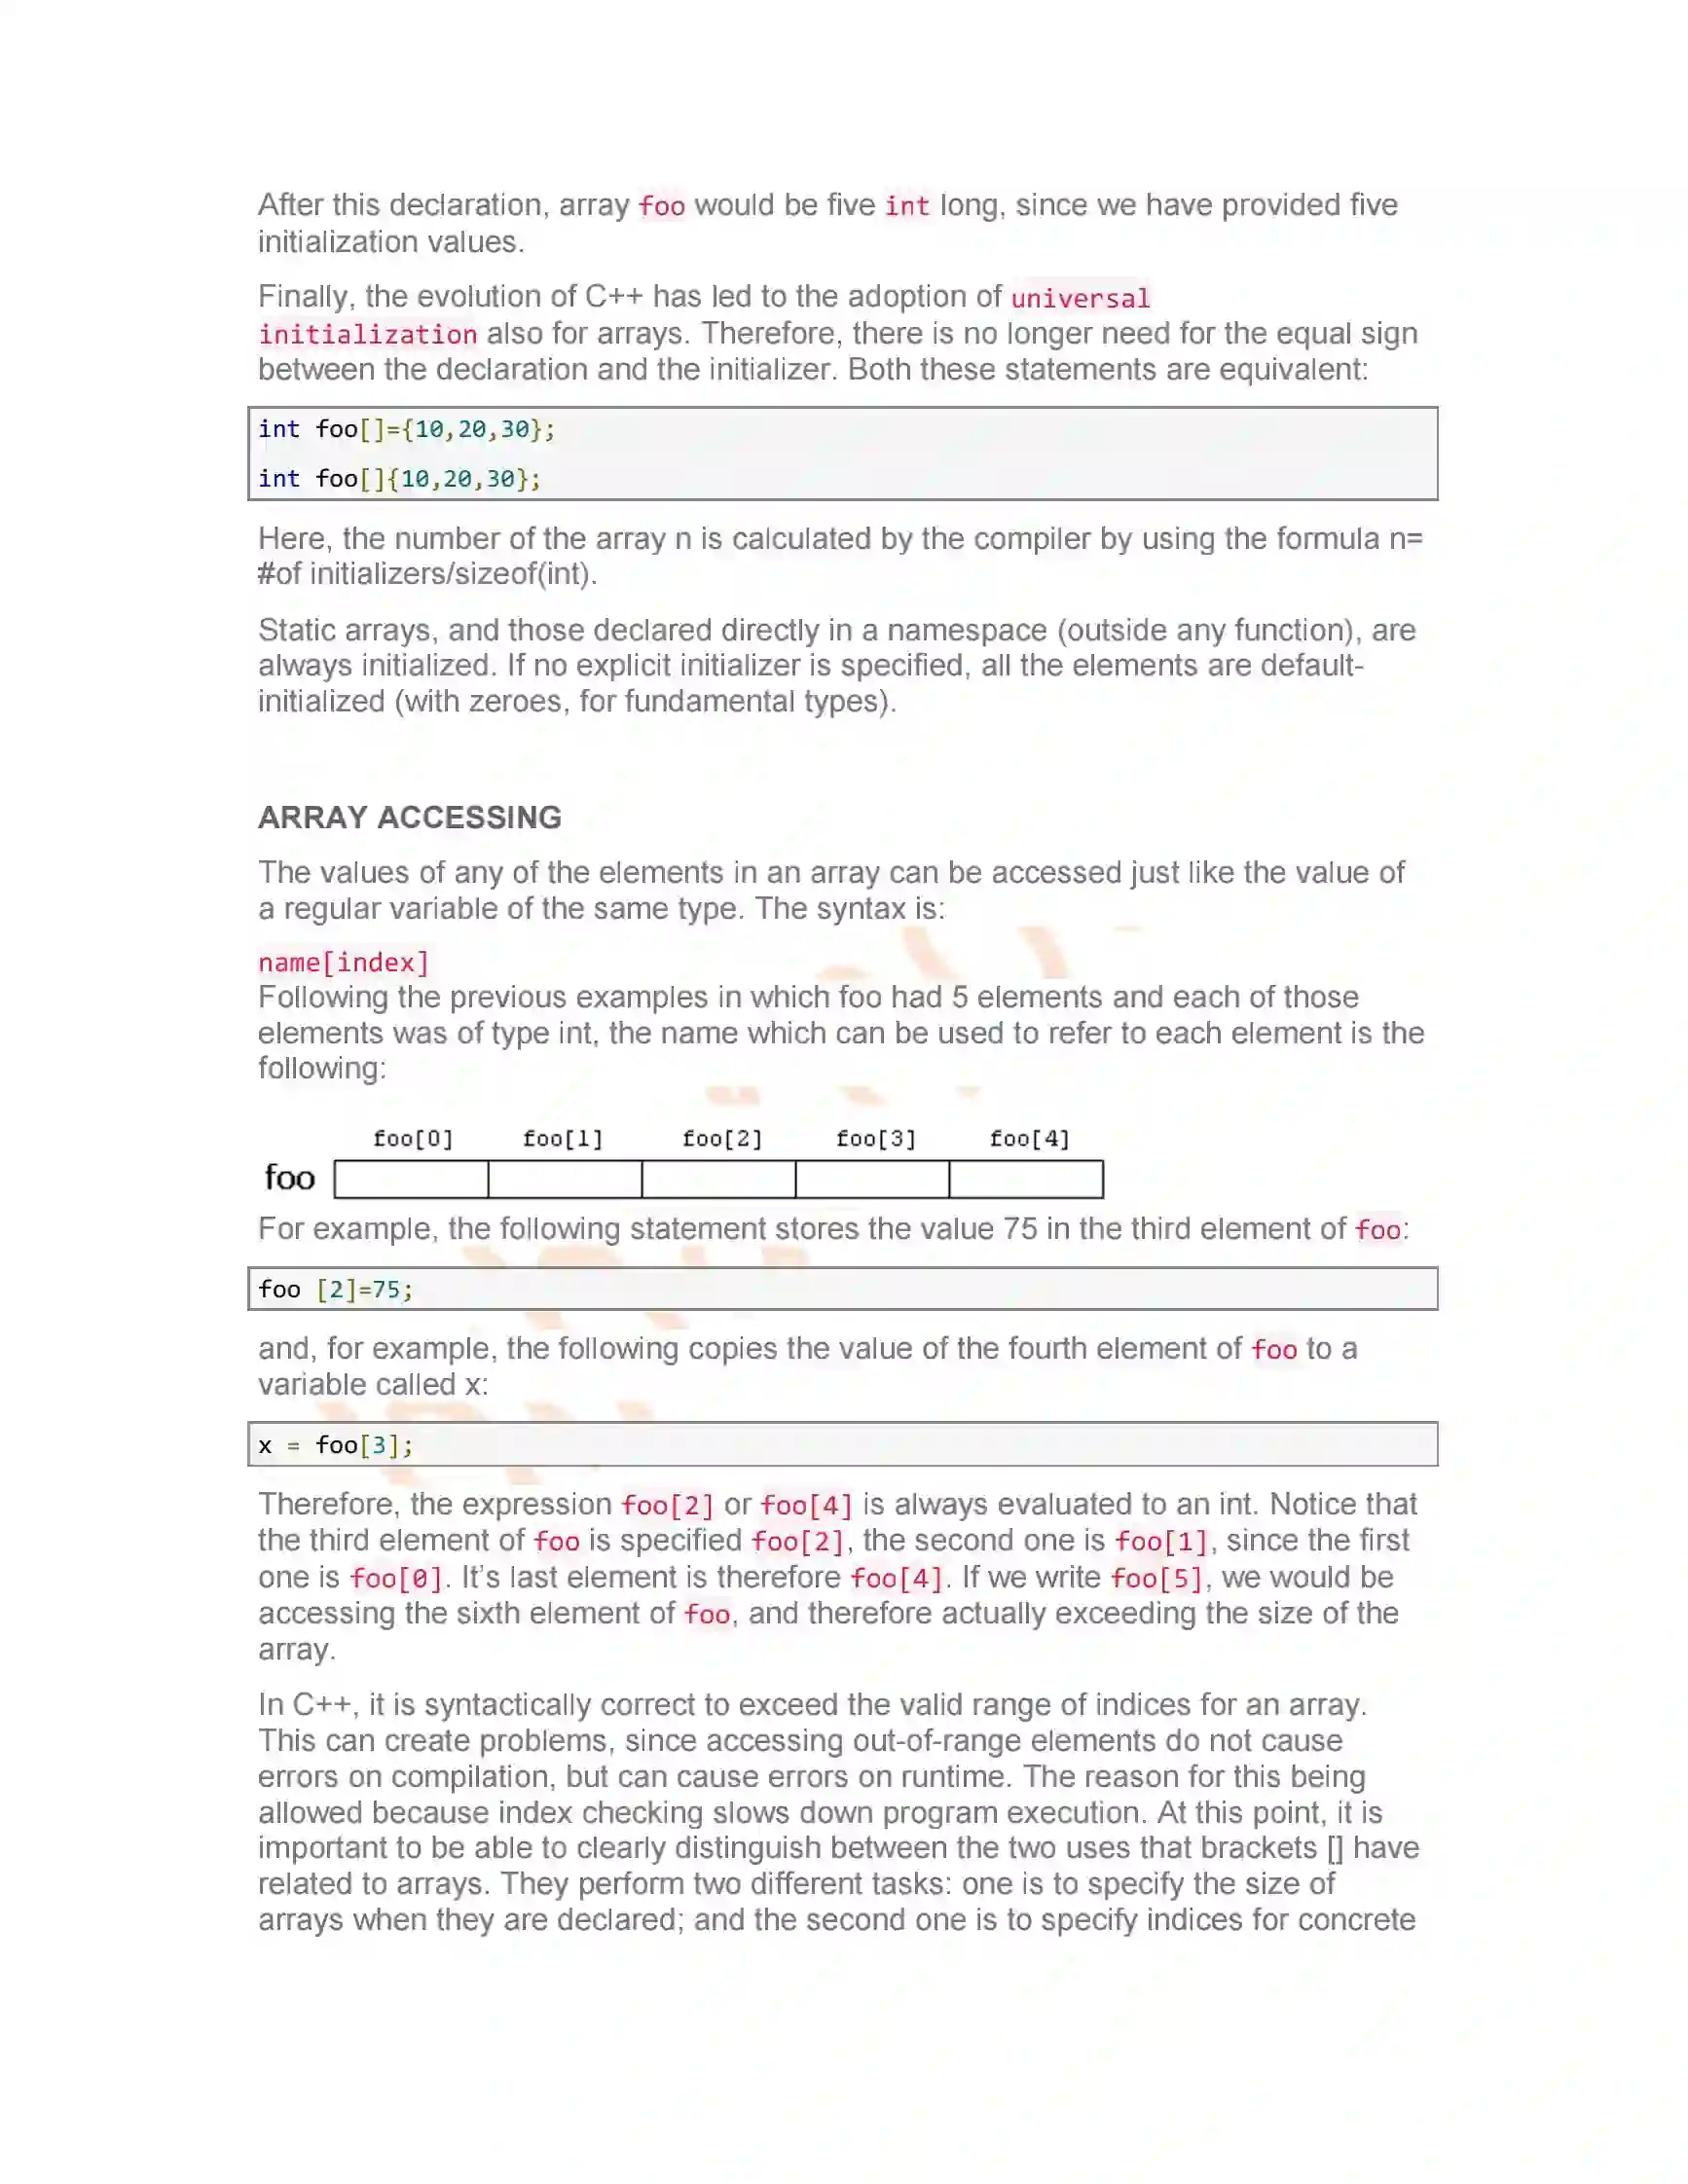 After this declaration, array foo would be five int long, since we have provided five
initialization values.
Finally, the evolution of C++ has led to the adoption of universal
initialization also for arrays. Therefore, there is no longer need for the equal sign
between the declaration and the initializer. Both these statements are equivalent:
int foo[]={10,20,30};
int foo[]{10,20,30};
Here, the number of the array n is calculated by the compiler by using the formula n=
#of initializers/sizeof(int).
Static arrays, and those declared directly in a namespace (outside any function), are
always initialized. If no explicit initializer is specified, all the elements are default-
initialized (with zeroes, for fundamental types).
ARRAY ACCESSING
The values of any of the elements in an array can be accessed just like the value of
a regular variable of the same type. The syntax is:
name[index]
Following the previous examples in which foo had 5 elements and each of those
elements was of type int, the name which can be used to refer to each element is the
following:
foo[0] foo[1] foo[2] foo[3] foo[4]
foo
For example, the following statement stores the value 75 in the third element of foo:
foo [2]=75;
and, for example, the following copies the value of the fourth element of foo to a
variable called x:
x = foo[3];
Therefore, the expression foo[2] or foo[4] is always evaluated to an int. Notice that
the third element of foo is specified foo[2], the second one is foo[1], since the first
one is foo[0]. It’s last element is therefore foo[4]. If we write foo[5], we would be
accessing the sixth element of foo, and therefore actually exceeding the size of the
array.
In C++, it is syntactically correct to exceed the valid range of indices for an array.
This can create problems, since accessing out-of-range elements do not cause
errors on compilation, but can cause errors on runtime. The reason for this being
allowed because index checking slows down program execution. At this point, it is
important to be able to clearly distinguish between the two uses that brackets [] have
related to arrays. They perform two different tasks: one is to specify the size of
arrays when they are declared; and the second one is to specify indices for concrete